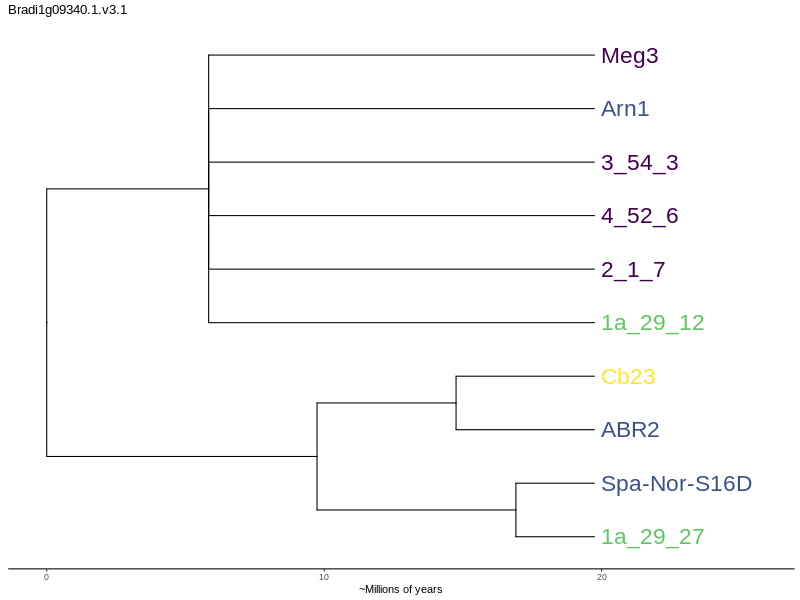 Bradi1g09340.1.v3.1
Meg3
Arn1
3_54_3
4_52_6
2_1_7
1a_29_12
Cb23
ABR2
Spa-Nor-S16D
1a_29_27
0 10 20
~Millions of years